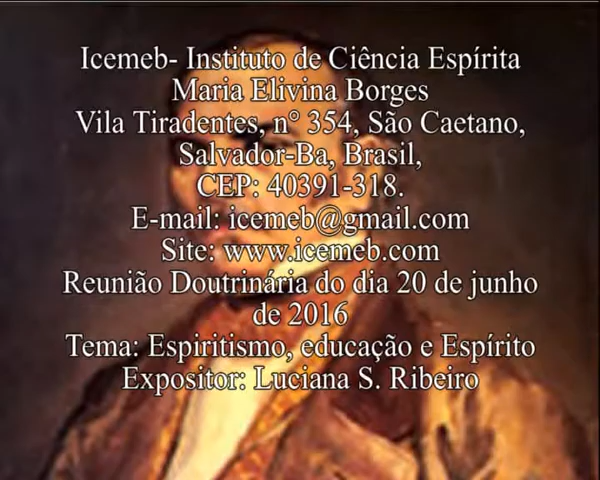 Icemeb- Instituto de Ciência Espírita
Maria Elivina Borges
Vila Tiradentes, n° 354, São Caetano,
Salvador-Ba, Brasil,
CEP: 40391-318.
E-mail: icemeb@gmail.com
Site: www.icemeb.com
Reunião Doutrinária do dia 20 de junho
de 2016
Tema: Espiritismo, educação e Espírito
Expositor: Luciana S. Ribeiro